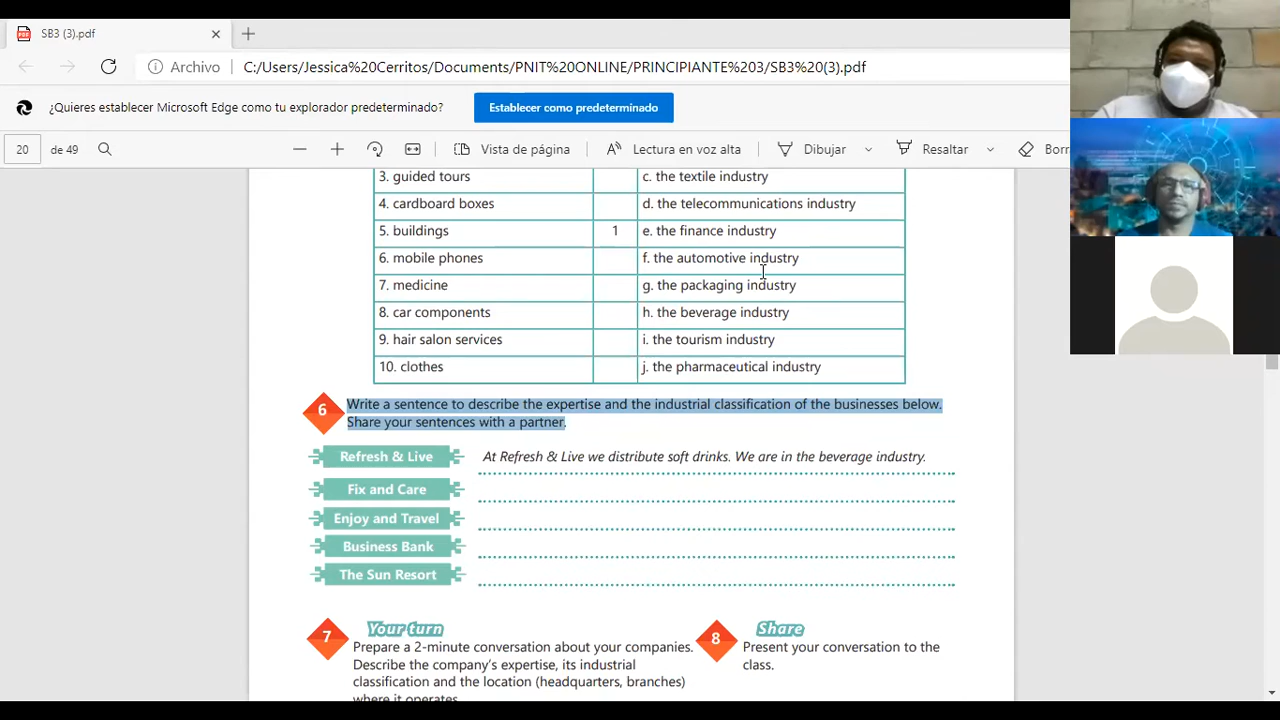 SB3 (3).pdf
Archivo C:/Users/Jessica%20Cerritos/Documents/PNIT%20ONLINE/PRINCIPIANTE%203/SB3%20(3).pdf
¿Quieres establecer Microsoft Edge como tu explorador predeterminado? Establecer como predeterminado
20 de 49 Vista de página Lectura en voz alta Dibujar Resaltar Borr
3. guided tours c. the textile industry
4. cardboard boxes d. the telecommunications industry
5. buildings 1 e. the finance industry
6. mobile phones f. the automotive industry
7. medicine g. the packaging industry
8. car components h. the beverage industry
9. hair salon services i. the tourism industry
10. clothes j. the pharmaceutical industry
6 Write a sentence to describe the expertise and the industrial classification of the businesses below.
Share your sentences with a partner.
Refresh & Live At Refresh & Live we distribute soft drinks. We are in the beverage industry.
Fix and Care
Enjoy and Travel
Business Bank
The Sun Resort
7 Your turn
Prepare a 2-minute conversation about your companies.
Describe the company's expertise, its industrial
classification and the location (headquarters, branches)
where it operates
8 Share
Present your conversation to the
class.